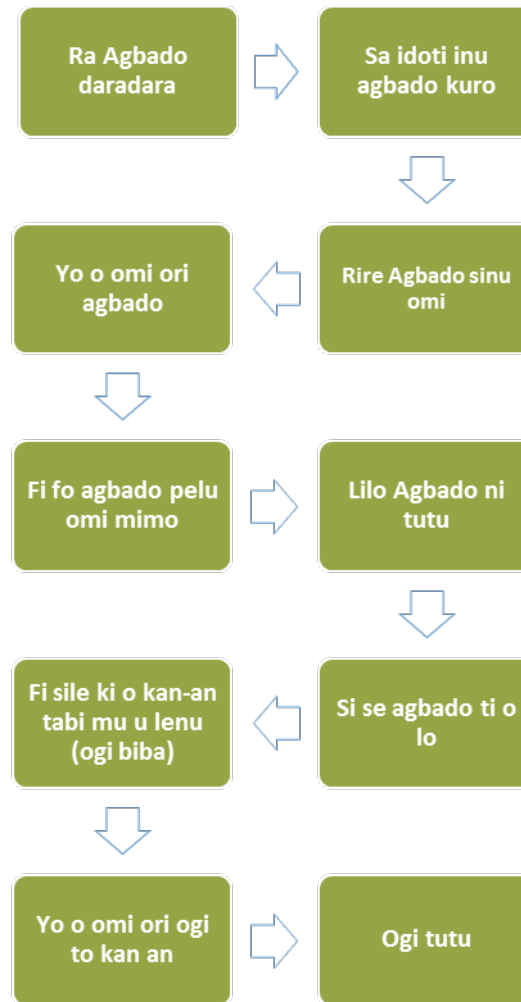 Ra Agbado
daradara
Sa idoti inu
agbado kuro
Rire Agbado sinu
omi
Yo o omi ori
agbado
Fi fo agbado pelu
omi mimo
Lilo Agbado ni
tutu
Si se agbado ti o
lo
Fi sile ki o kan-an
tabi mu u lenu
(ogi biba)
Yo o omi ori ogi
to kan an
Ogi tutu